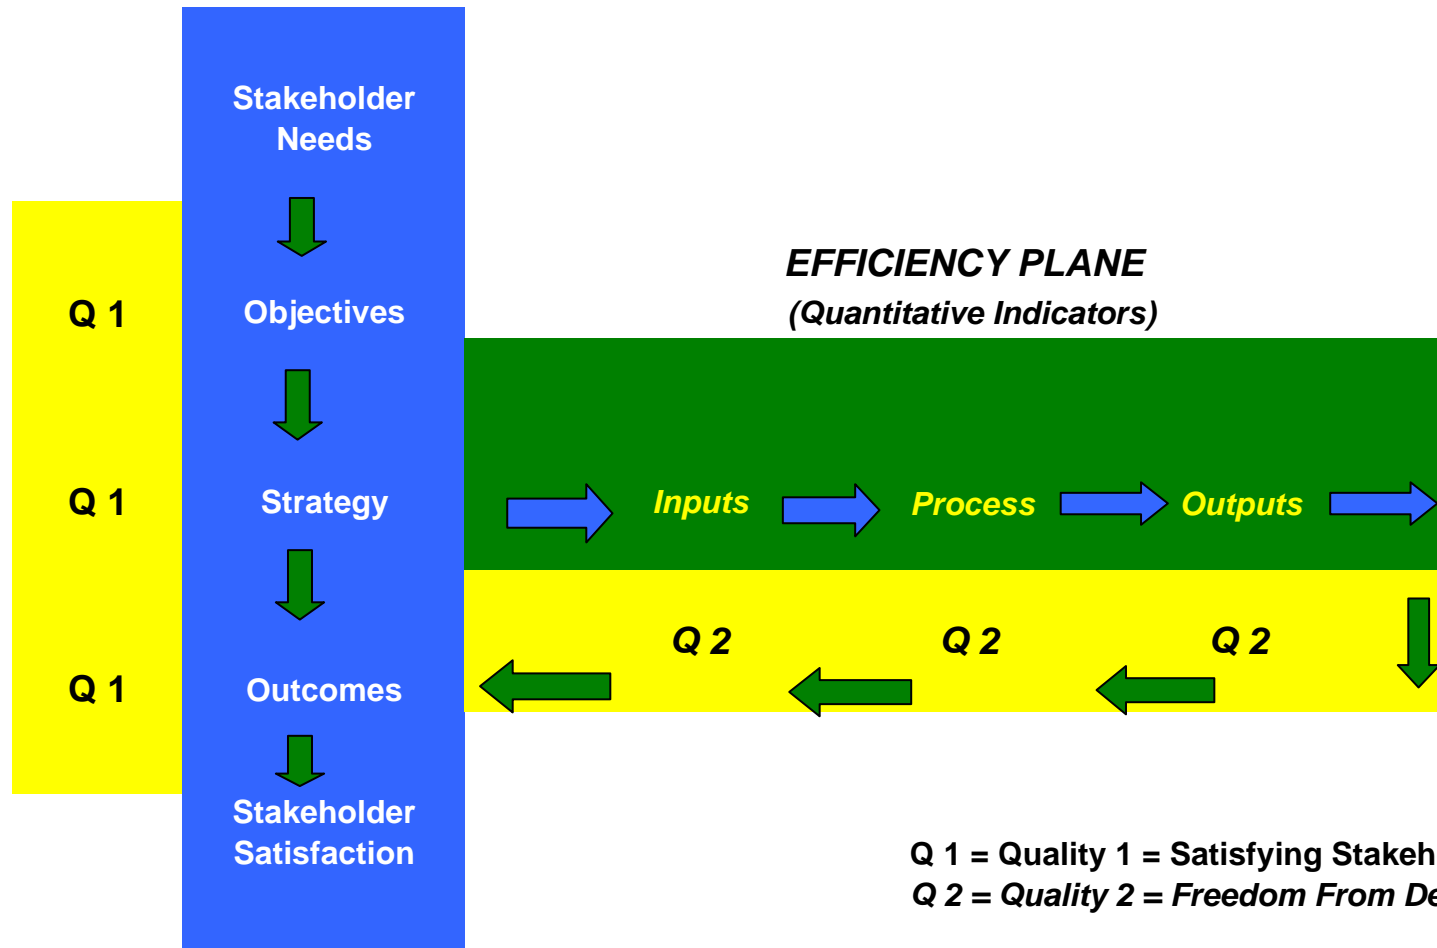 Stakeholder
Needs
EFFICIENCY PLANE
(Quantitative Indicators)
Q 1
Objectives
Q 1
Strategy
Inputs
Process
Outputs
Q 2
Q 2
Q 2
Q 1
Outcomes
Stakeholder
Satisfaction
Q 1 = Quality 1 = Satisfying
Q 2 = Quality 2 = Freedom From